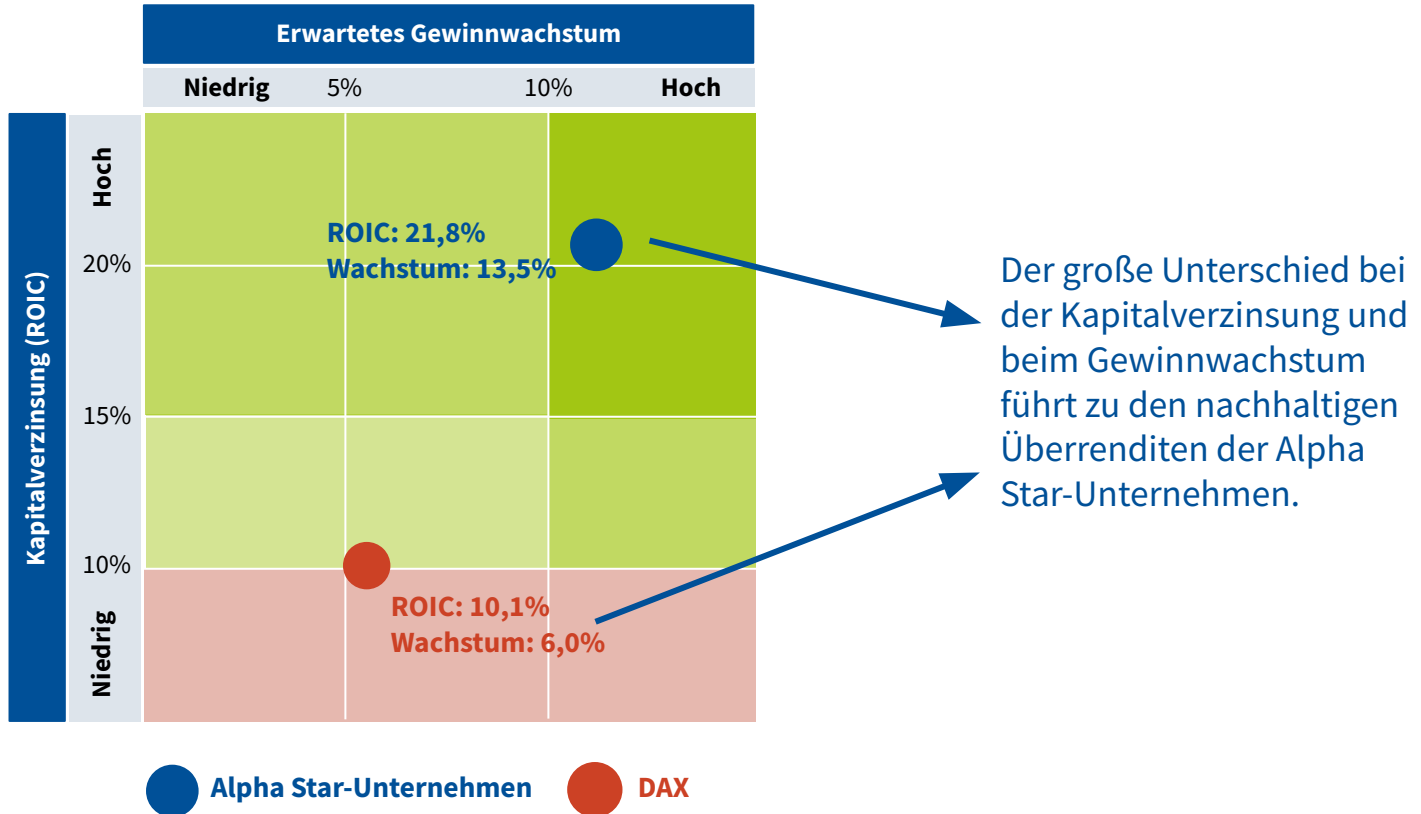 Erwartetes Gewinnwachstum
Niedrig 5% 10% Hoch
Kapitalverzinsung (ROIC)
Hoch
20%
15%
10%
Niedrig
ROIC: 21,8%
Wachstum: 13,5%
ROIC: 10,1%
Wachstum: 6,0%
Der große Unterschied bei
der Kapitalverzinsung und
beim Gewinnwachstum
führt zu den nachhaltigen
Überrenditen der Alpha
Star-Unternehmen.
Alpha Star-Unternehmen DAX